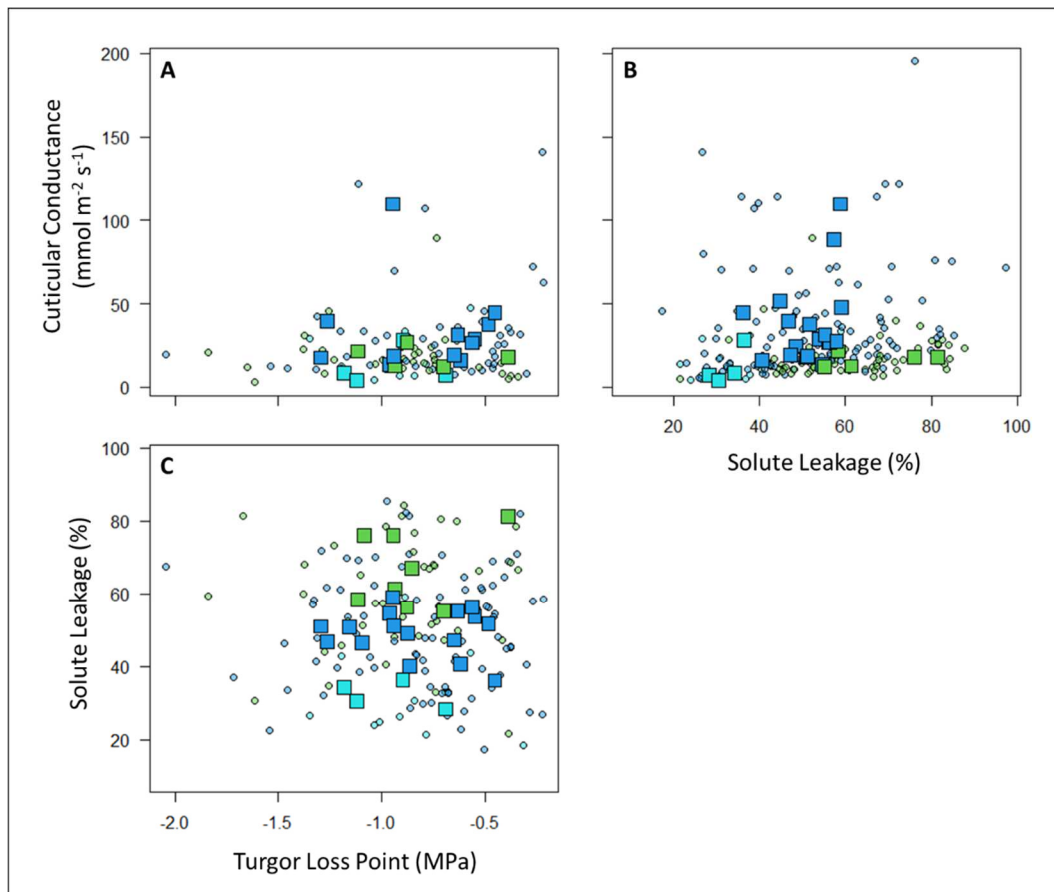 A
B
200
150
100
50
0
Cuticular Conductance
(mmol m⁻² s⁻¹)
20 40 60 80 100
Solute Leakage (%)
C
100
80
60
40
20
Solute Leakage (%)
-2.0 -1.5 -1.0 -0.5
Turgor Loss Point (MPa)